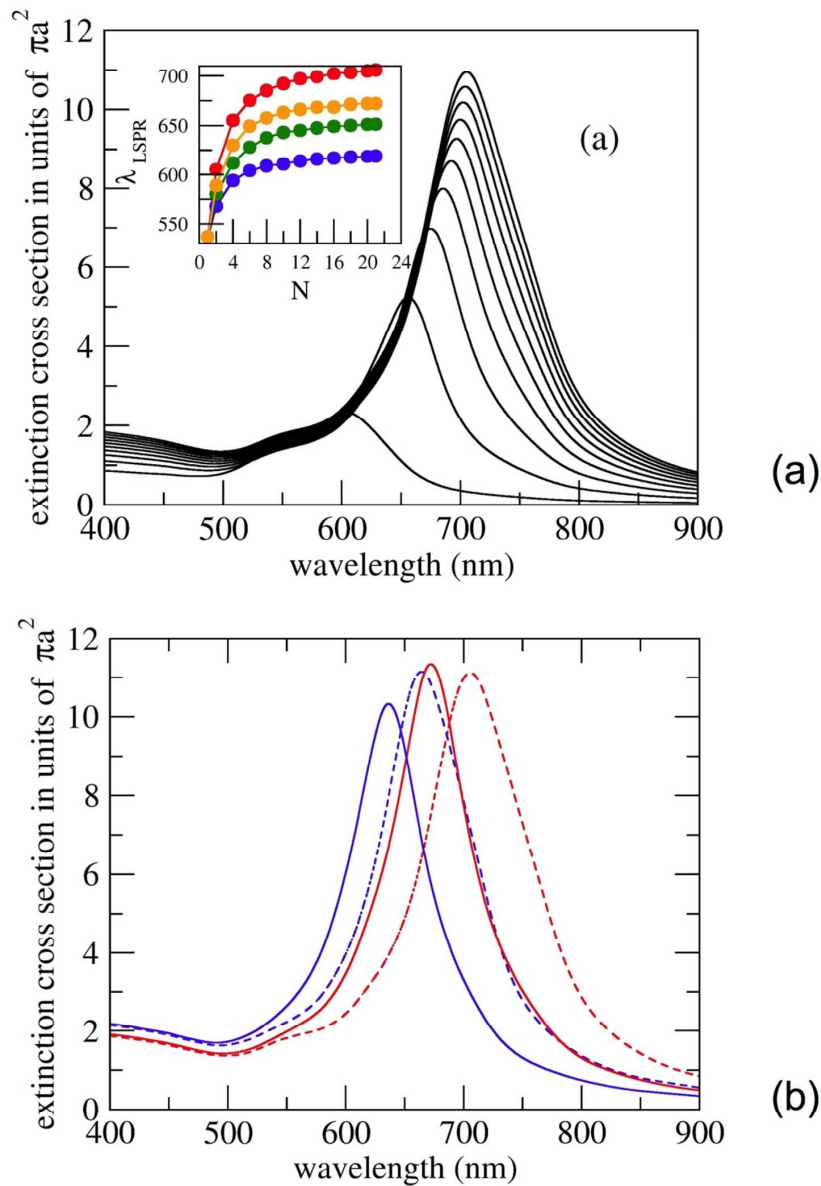 12
10
8
6
4
2
0
extinction cross section in units of πa²
700
650
600
550
λ LSPR
0 4 8 12 16 20 24
N
(a)
400 500 600 700 800 900
wavelength (nm)
(a)
12
10
8
6
4
2
0
extinction cross section in units of πa²
400 500 600 700 800 900
wavelength (nm)
(b)